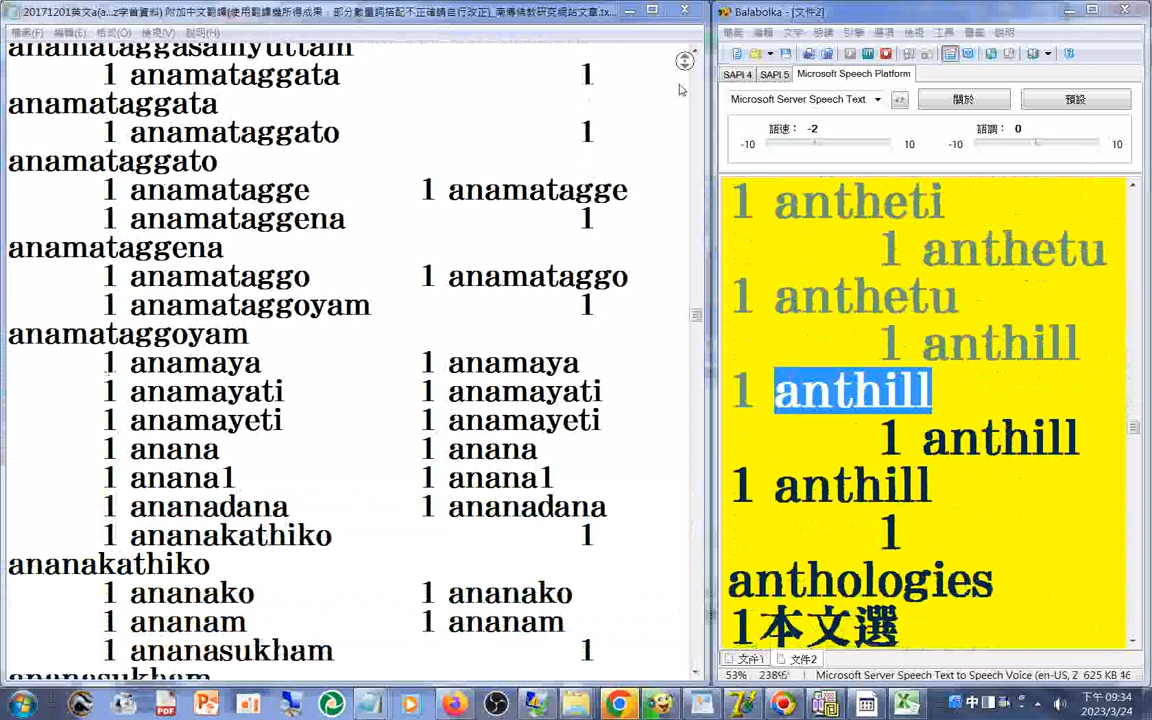 20171201英文a(a...z字首資料) 附加中文翻譯(使用翻譯機所得成果，部分數量詞搭配不正確請自行改正)_南傳佛教研究網站文章.tx...
檔案(F) 編輯(E) 格式(O) 檢視(V) 說明(H)
anamataggasamyuttam
1 anamataggata 1
anamataggata
1 anamataggato 1
anamataggato
1 anamatagge 1 anamatagge
1 anamataggena 1
anamataggena
1 anamataggo 1 anamataggo
1 anamataggoyam 1
anamataggoyam
1 anamaya 1 anamaya
1 anamayati 1 anamayati
1 anamayeti 1 anamayeti
1 anana 1 anana
1 anana1 1 anana1
1 ananadana 1 ananadana
1 ananakathiko 1
ananakathiko
1 ananako 1 ananako
1 ananam 1 ananam
1 ananasukham 1
ananasukham
Balabolka - [文件2]
檔案 編輯 文字 朗讀 引擎 選項 檢視 工具 視窗 說明
SAPI 4 SAPI 5 Microsoft Speech Platform
Microsoft Server Speech Text
關於
預設
語速： -2 語調： 0
-10 10 -10 10
1 antheti
1 anthetu
1 anthetu
1 anthill
1 anthill
1 anthill
1 anthill
1
anthologies
1本文選
文件1 文件2
53% 238% Microsoft Server Speech Text to Speech Voice (en-US, Z 625 KB
中
下午 09:34
2023/3/24